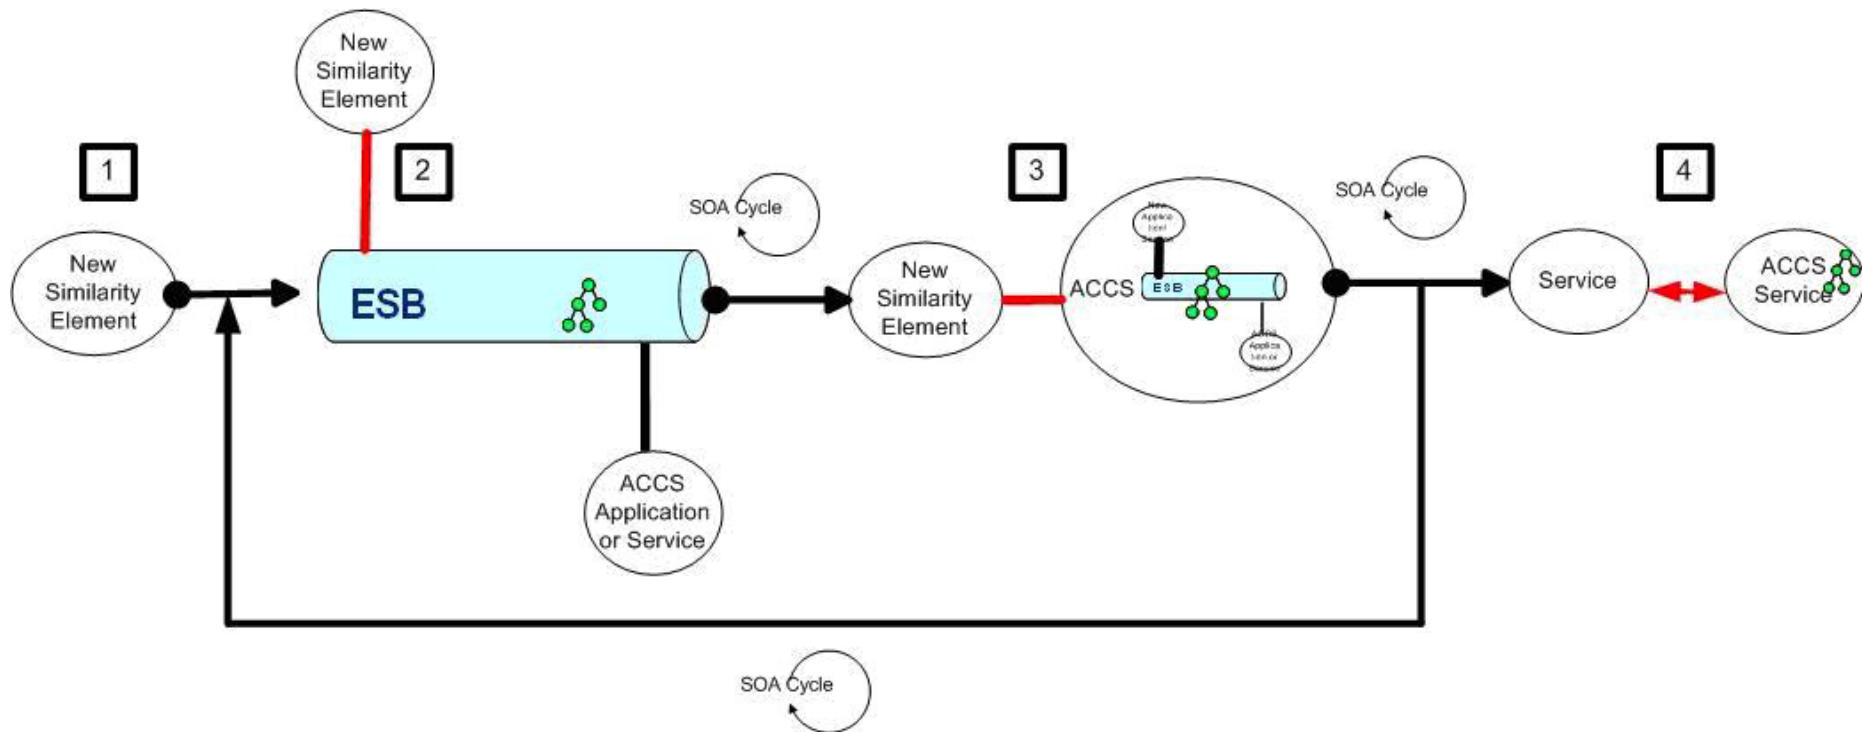 New
Similarity
Element
1
2
3
4
SOA Cycle
SOA Cycle
New
Similarity
Element
ESB
New
Similarity
Element
ACCS
ESB
Service
ACCS
Service
ACCS
Application
or Service
SOA Cycle